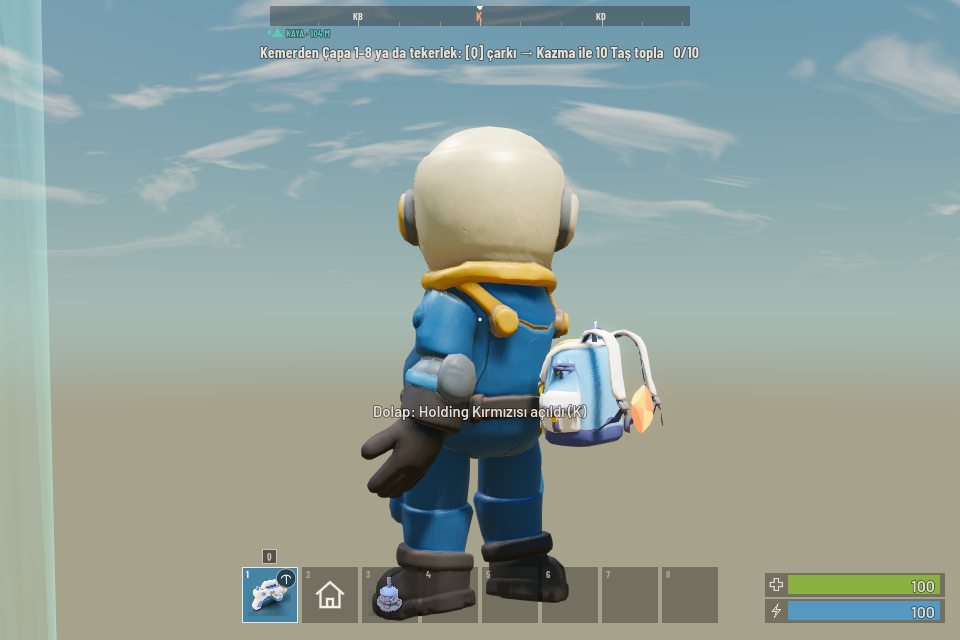 KB K KD
KAYA - 104 M
Kemerden Çapa 1-8 ya da tekerlek: [Q] çarkı → Kazma ile 10 Taş topla 0/10
Dolap: Holding Kırmızısı açıldı (K)
Q
1 2 3 4 5 6 7 8
100
100